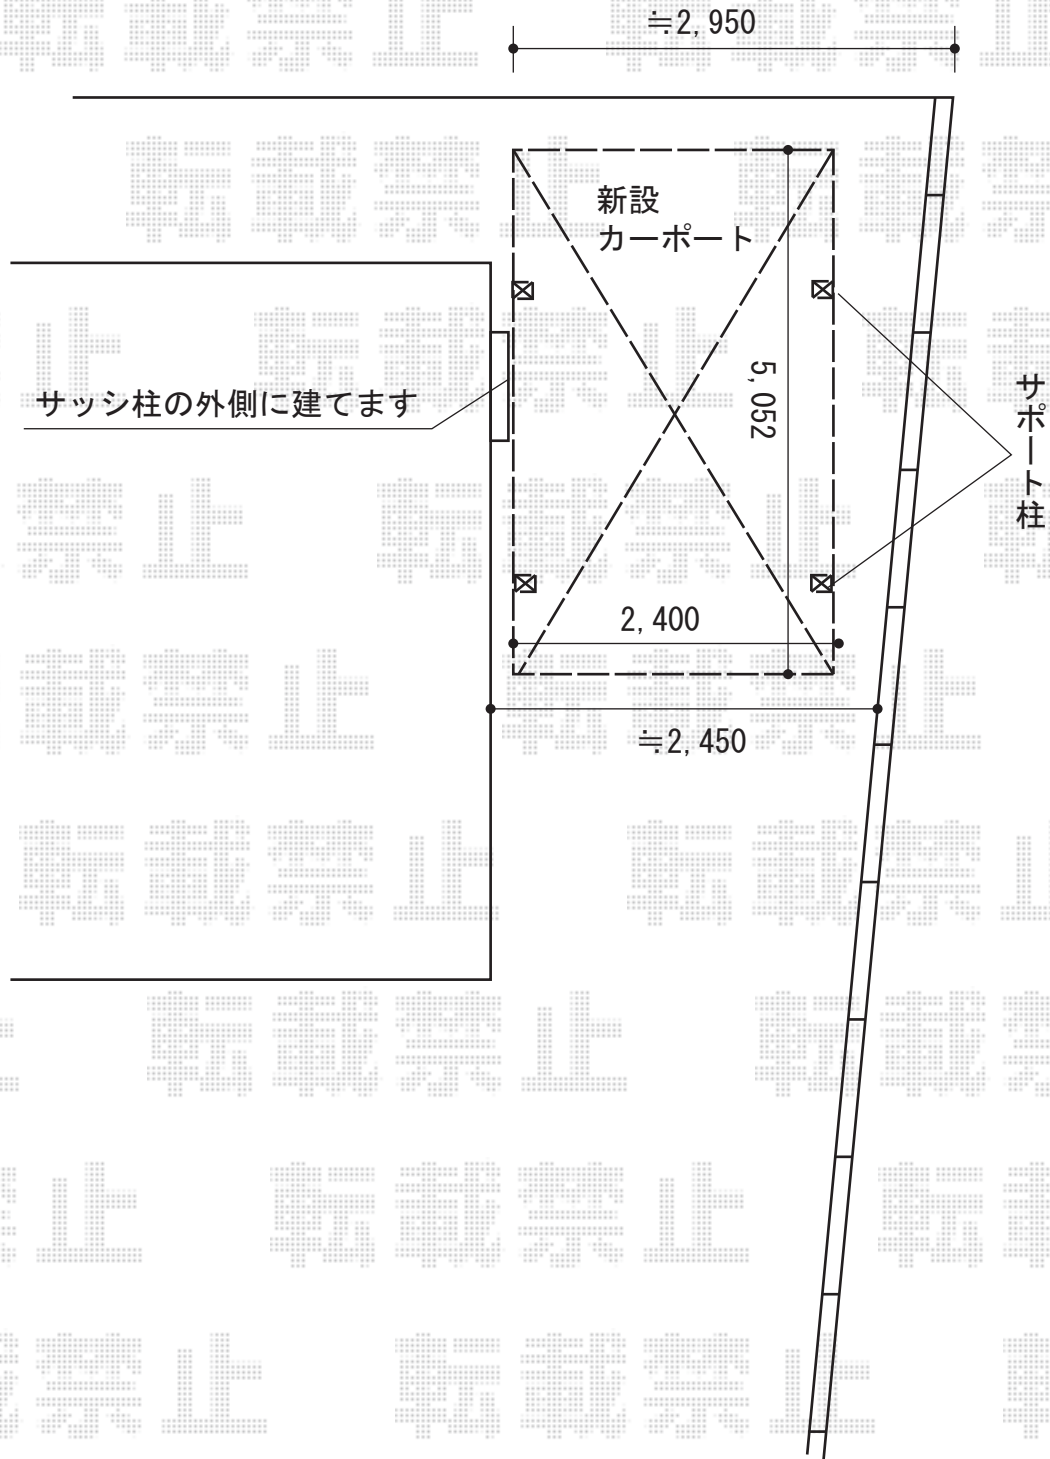 ≒2,950
新設
カーポート
5,052
サッシ柱の外側に建てます
サポート柱
2,400
≒2,450
転載禁止